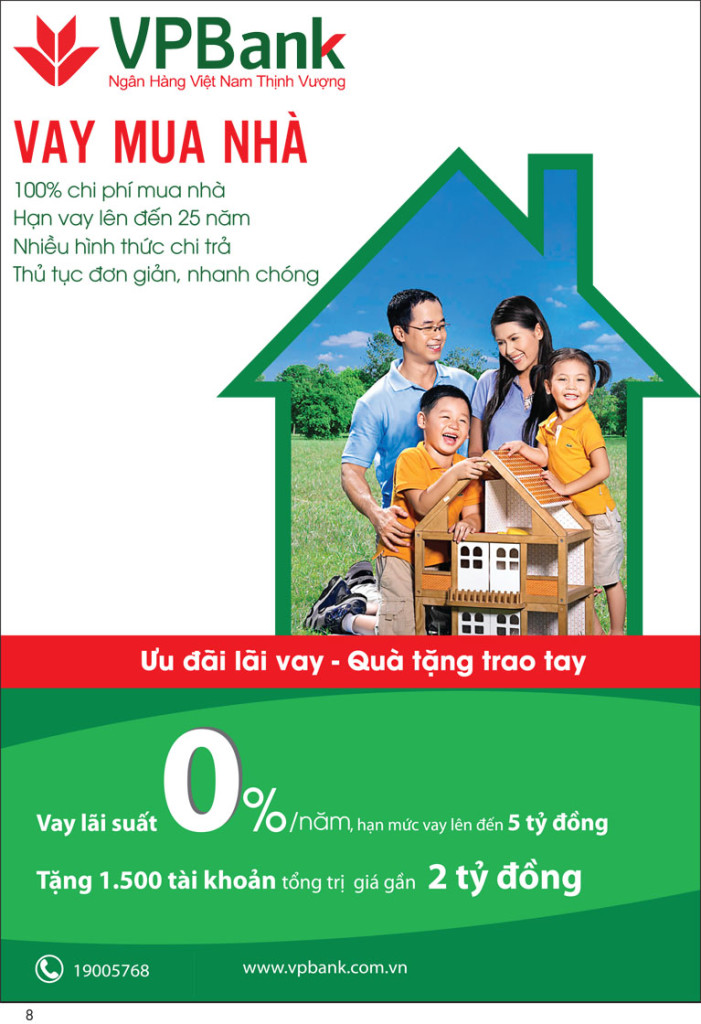 VPBank
Ngân Hàng Việt Nam Thịnh Vượng
VAY MUA NHÀ
100% chi phí mua nhà
Hạn vay lên đến 25 năm
Nhiều hình thức chi trả
Thủ tục đơn giản, nhanh chóng
Ưu đãi lãi vay - Quà tặng trao tay
Vay lãi suất 0%/năm, hạn mức vay lên đến 5 tỷ đồng
Tặng 1.500 tài khoản tổng trị giá gần 2 tỷ đồng
19005768 www.vpbank.com.vn
8